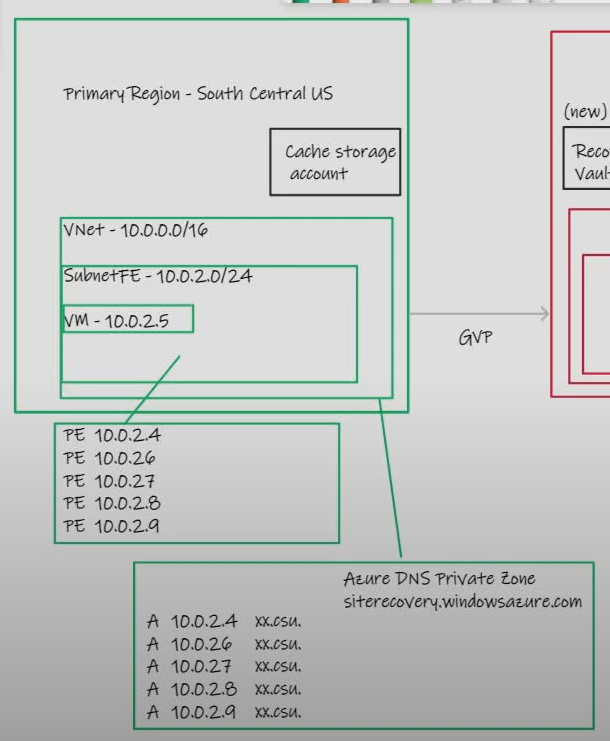 Primary Region - South Central US
(new)
Cache storage
account
Reco
Vaul
VNet - 10.0.0.0/16
SubnetFE - 10.0.2.0/24
VM - 10.0.2.5
GVP
PE 10.0.2.4
PE 10.0.26
PE 10.0.27
PE 10.0.2.8
PE 10.0.2.9
Azure DNS Private Zone
siterecovery.windowsazure.com
A 10.0.2.4 xx.csu.
A 10.0.26 xx.csu.
A 10.0.27 xx.csu.
A 10.0.2.8 xx.csu.
A 10.0.2.9 xx.csu.